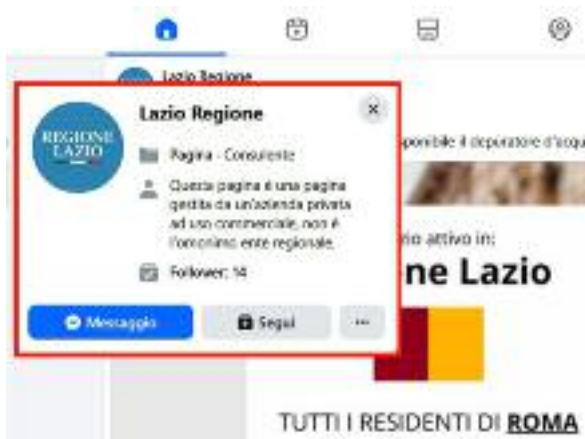 Lazio Regione
REGIONE
LAZIO
Lazio Regione
Pagina - Consulente
Questa pagina é una pagina
gestita da un'azienda privata
ad uso commerciale, non é
l'omonimo ente regionale.
Follower: 14
Messaggio
Segui
ponibile il depuratore d'acqu
rio attivo in:
ne Lazio
TUTTI I RESIDENTI DI ROMA